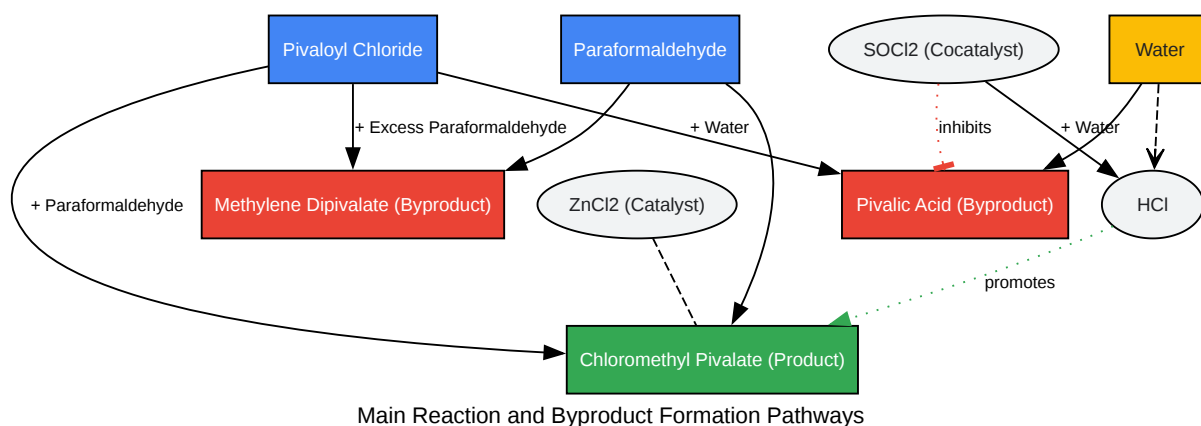 Pivaloyl Chloride
Paraformaldehyde
SOCl2 (Cocatalyst)
Water
+ Excess Paraformaldehyde
+ Water
inhibits
+ Water
+ Paraformaldehyde
Methylene Dipivalate (Byproduct)
ZnCl2 (Catalyst)
Pivalic Acid (Byproduct)
HCl
promotes
Chloromethyl Pivalate (Product)
Main Reaction and Byproduct Formation Pathways